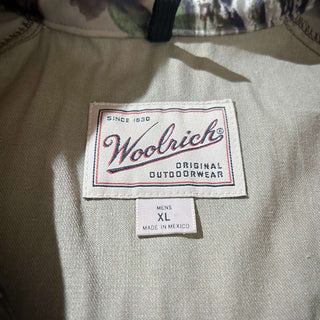 SINCE 1830
Woolrich®
ORIGINAL
OUTDOORWEAR
MENS
XL
MADE IN MEXICO